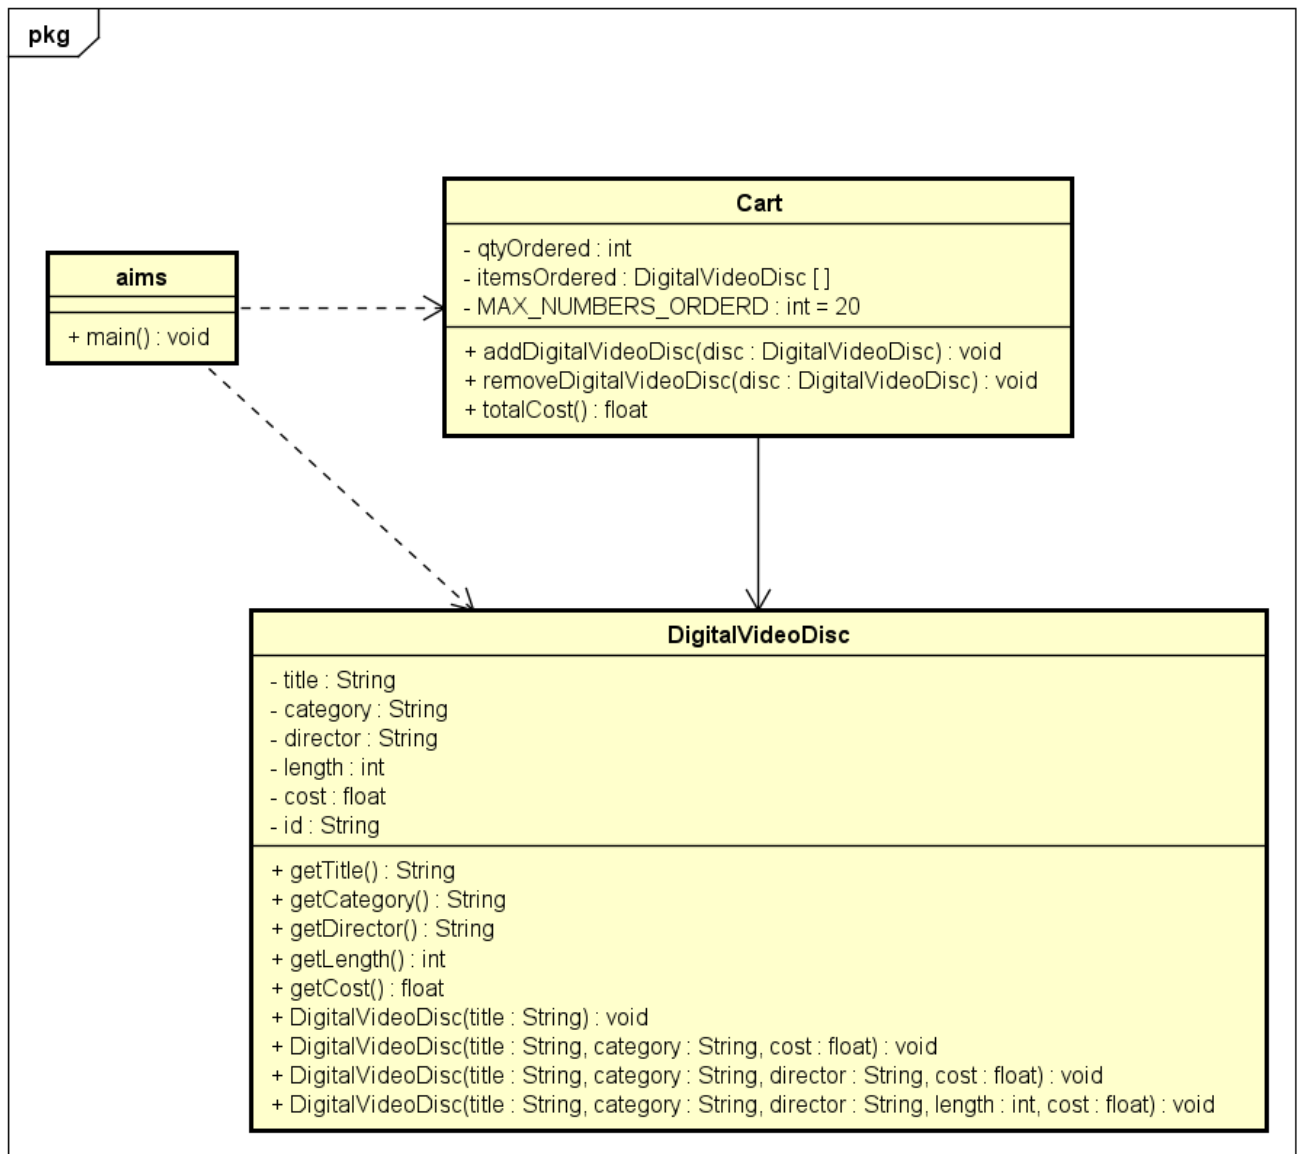 pkg
Cart
- qtyOrdered : int
- itemsOrdered : DigitalVideoDisc [ ]
- MAX_NUMBERS_ORDERD : int = 20
+ addDigitalVideoDisc(disc : DigitalVideoDisc) : void
+ removeDigitalVideoDisc(disc : DigitalVideoDisc) : void
+ totalCost() : float
aims
+ main() : void
DigitalVideoDisc
- title : String
- category : String
- director : String
- length : int
- cost : float
- id : String
+ getTitle() : String
+ getCategory() : String
+ getDirector() : String
+ getLength() : int
+ getCost() : float
+ DigitalVideoDisc(title : String) : void
+ DigitalVideoDisc(title : String, category : String, cost : float) : void
+ DigitalVideoDisc(title : String, category : String, director : String, cost : float) : void
+ DigitalVideoDisc(title : String, category : String, director : String, length : int, cost : float) : void